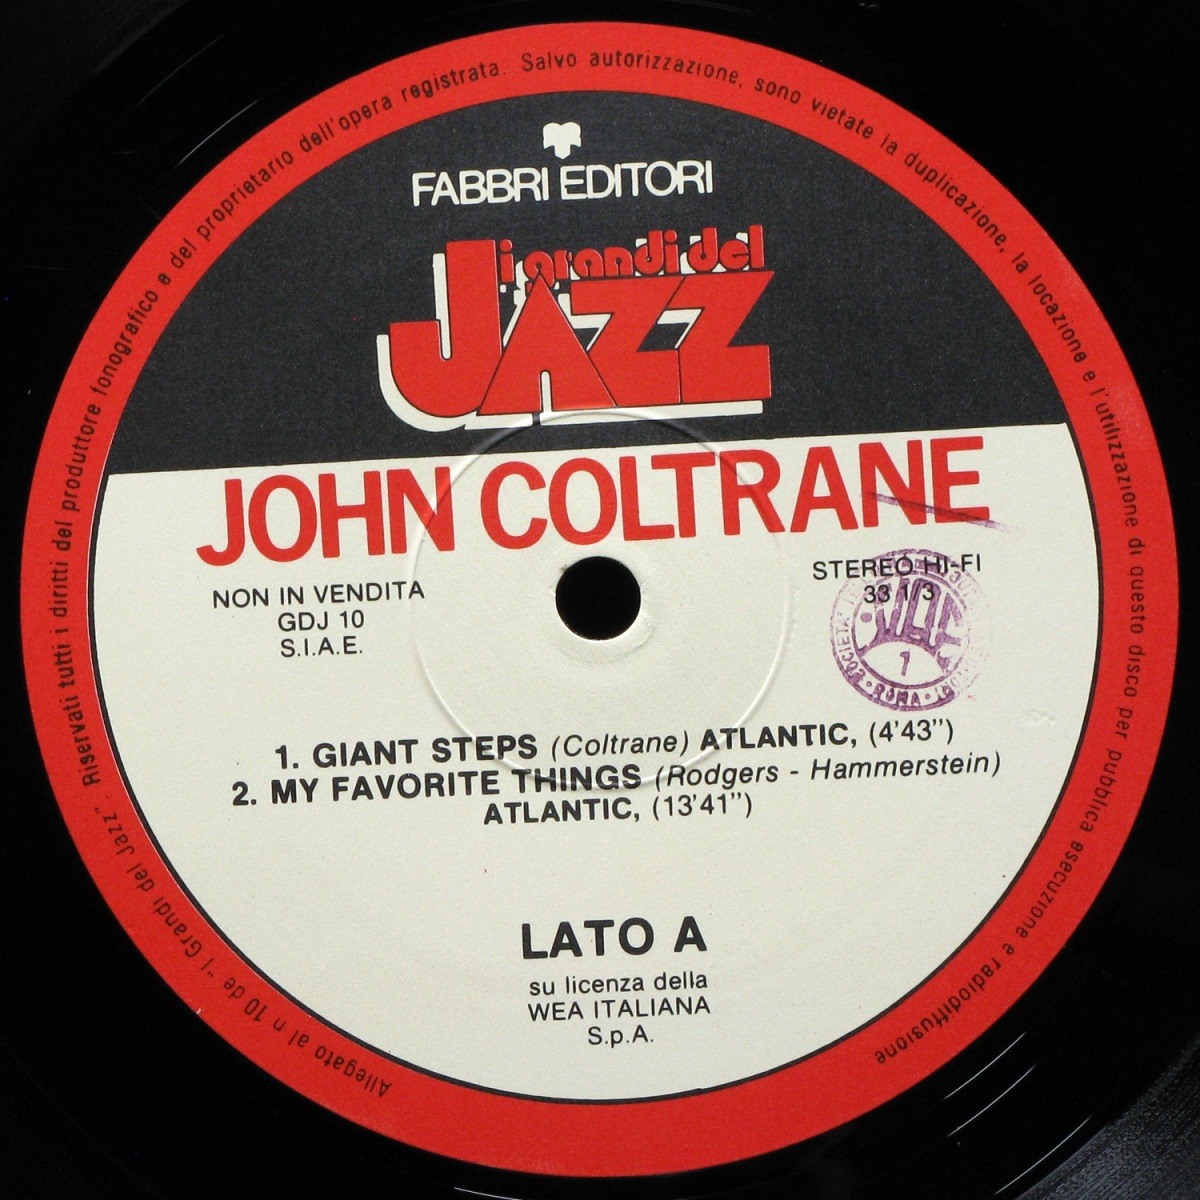 Allegato al n 10 de "I Grandi del Jazz" · Riservati tutti i diritti del produttore fonografico e del proprietario dell'opera registrata. Salvo autorizzazione, sono vietate la duplicazione, la locazione e l'utilizzazione di questo disco per pubblica esecuzione e radiodiffusione
FABBRI EDITORI
i grandi del
JAZZ
JOHN COLTRANE
NON IN VENDITA
GDJ 10
S.I.A.E.
STEREO HI-FI
33 1/3
SOCIETA'
1
ROMA
1. GIANT STEPS (Coltrane) ATLANTIC, (4'43")
2. MY FAVORITE THINGS (Rodgers - Hammerstein)
ATLANTIC, (13'41")
LATO A
su licenza della
WEA ITALIANA
S.p.A.